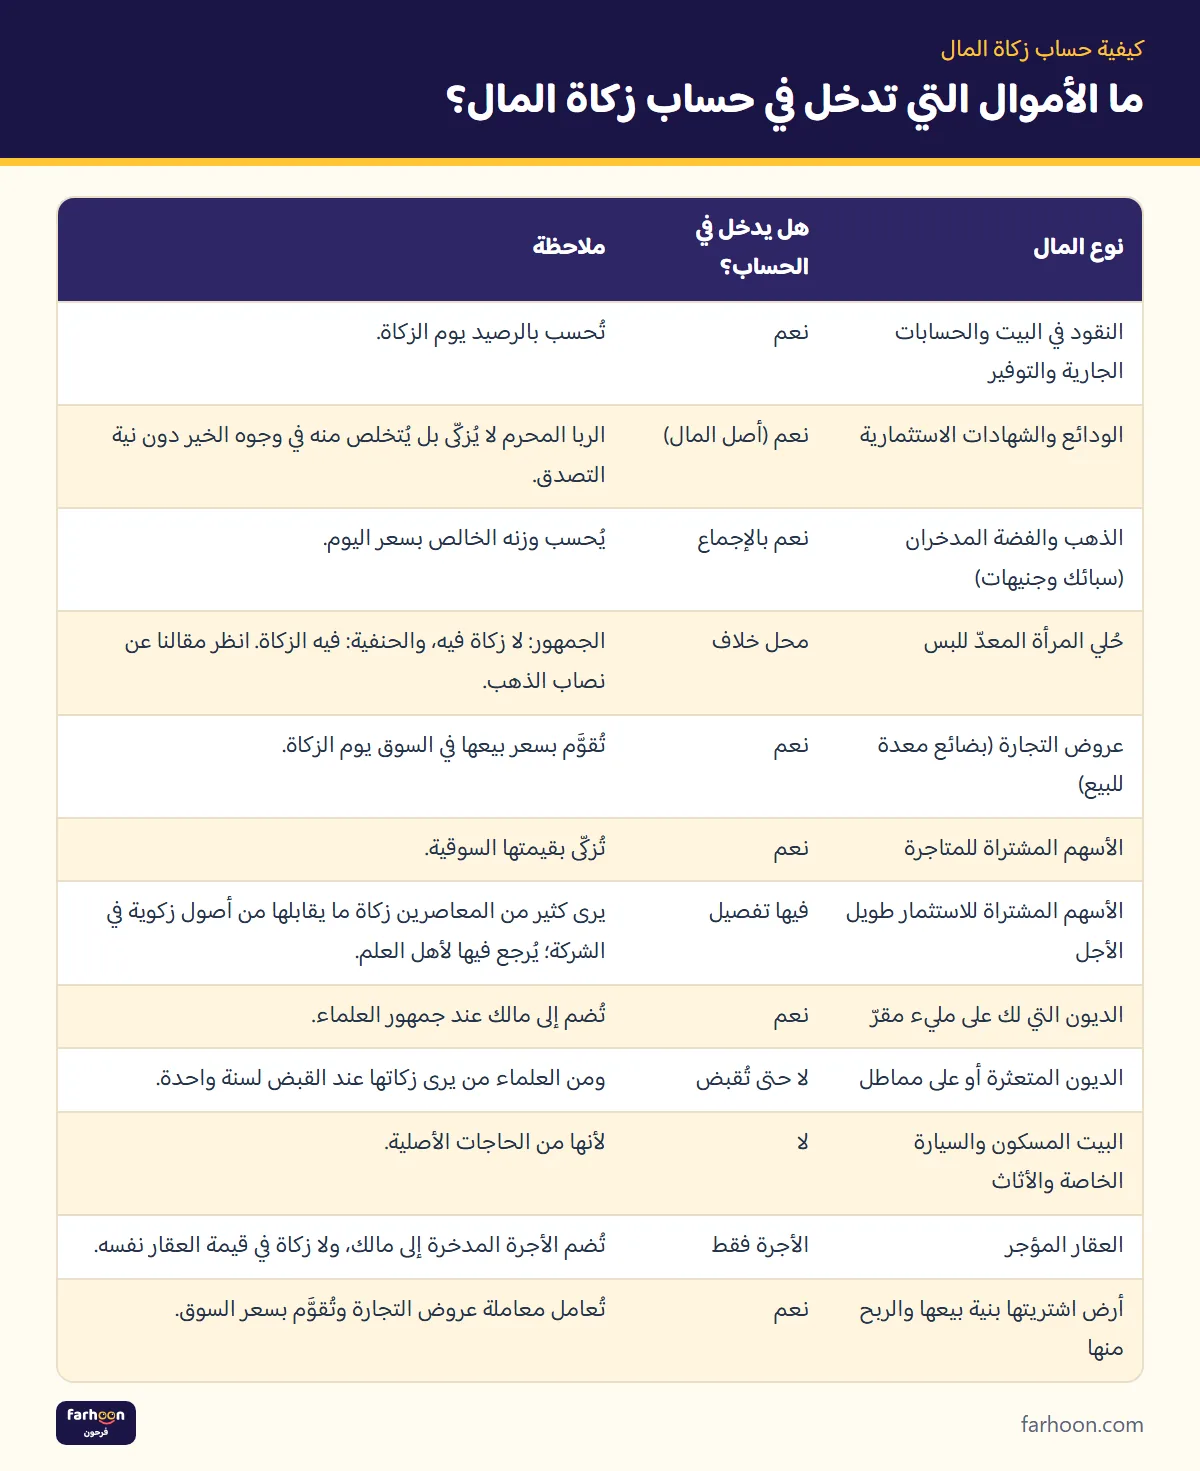 كيفية حساب زكاة المال
ما الأموال التي تدخل في حساب زكاة المال؟
نوع المال
هل يدخل في
الحساب؟
ملاحظة
النقود في البيت والحسابات
الجارية والتوفير
نعم
تُحسب بالرصيد يوم الزكاة.
الودائع والشهادات الاستثمارية
نعم (أصل المال)
الربا المحرم لا يُزكّى بل يُتخلص منه في وجوه الخير دون نية
التصدق.
الذهب والفضة المدخران
(سبائك وجنيهات)
نعم بالإجماع
يُحسب وزنه الخالص بسعر اليوم.
حُلي المرأة المعدّ للبس
محل خلاف
الجمهور: لا زكاة فيه، والحنفية: فيه الزكاة. انظر مقالنا عن
نصاب الذهب.
عروض التجارة (بضائع معدة
للبيع)
نعم
تُقوَّم بسعر بيعها في السوق يوم الزكاة.
الأسهم المشتراة للمتاجرة
نعم
تُزكّى بقيمتها السوقية.
الأسهم المشتراة للاستثمار طويل
الأجل
فيها تفصيل
يرى كثير من المعاصرين زكاة ما يقابلها من أصول زكوية في
الشركة؛ يُرجع فيها لأهل العلم.
الديون التي لك على مليء مقرّ
نعم
تُضم إلى مالك عند جمهور العلماء.
الديون المتعثرة أو على مماطل
لا حتى تُقبض
ومن العلماء من يرى زكاتها عند القبض لسنة واحدة.
البيت المسكون والسيارة
الخاصة والأثاث
لا
لأنها من الحاجات الأصلية.
العقار المؤجر
الأجرة فقط
تُضم الأجرة المدخرة إلى مالك، ولا زكاة في قيمة العقار نفسه.
أرض اشتريتها بنية بيعها والربح
منها
نعم
تُعامل معاملة عروض التجارة وتُقوَّم بسعر السوق.
farhoon.com
farhoon
فرحون